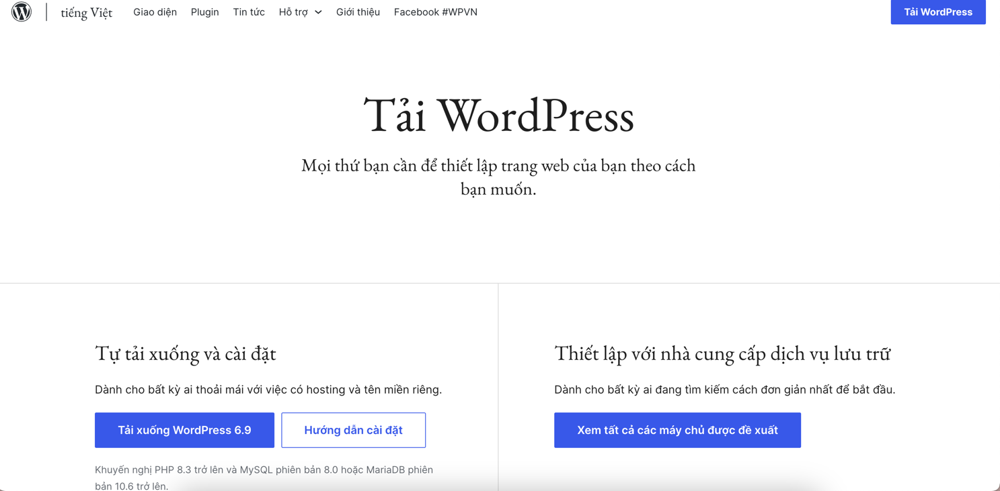 tiếng Việt Giao diện Plugin Tin tức Hỗ trợ Giới thiệu Facebook #WPVN Tải WordPress
Tải WordPress
Mọi thứ bạn cần để thiết lập trang web của bạn theo cách
bạn muốn.
Tự tải xuống và cài đặt
Dành cho bất kỳ ai thoải mái với việc có hosting và tên miền riêng.
Tải xuống WordPress 6.9 Hướng dẫn cài đặt
Khuyến nghị PHP 8.3 trở lên và MySQL phiên bản 8.0 hoặc MariaDB phiên
bản 10.6 trở lên.
Thiết lập với nhà cung cấp dịch vụ lưu trữ
Dành cho bất kỳ ai đang tìm kiếm cách đơn giản nhất để bắt đầu.
Xem tất cả các máy chủ được đề xuất